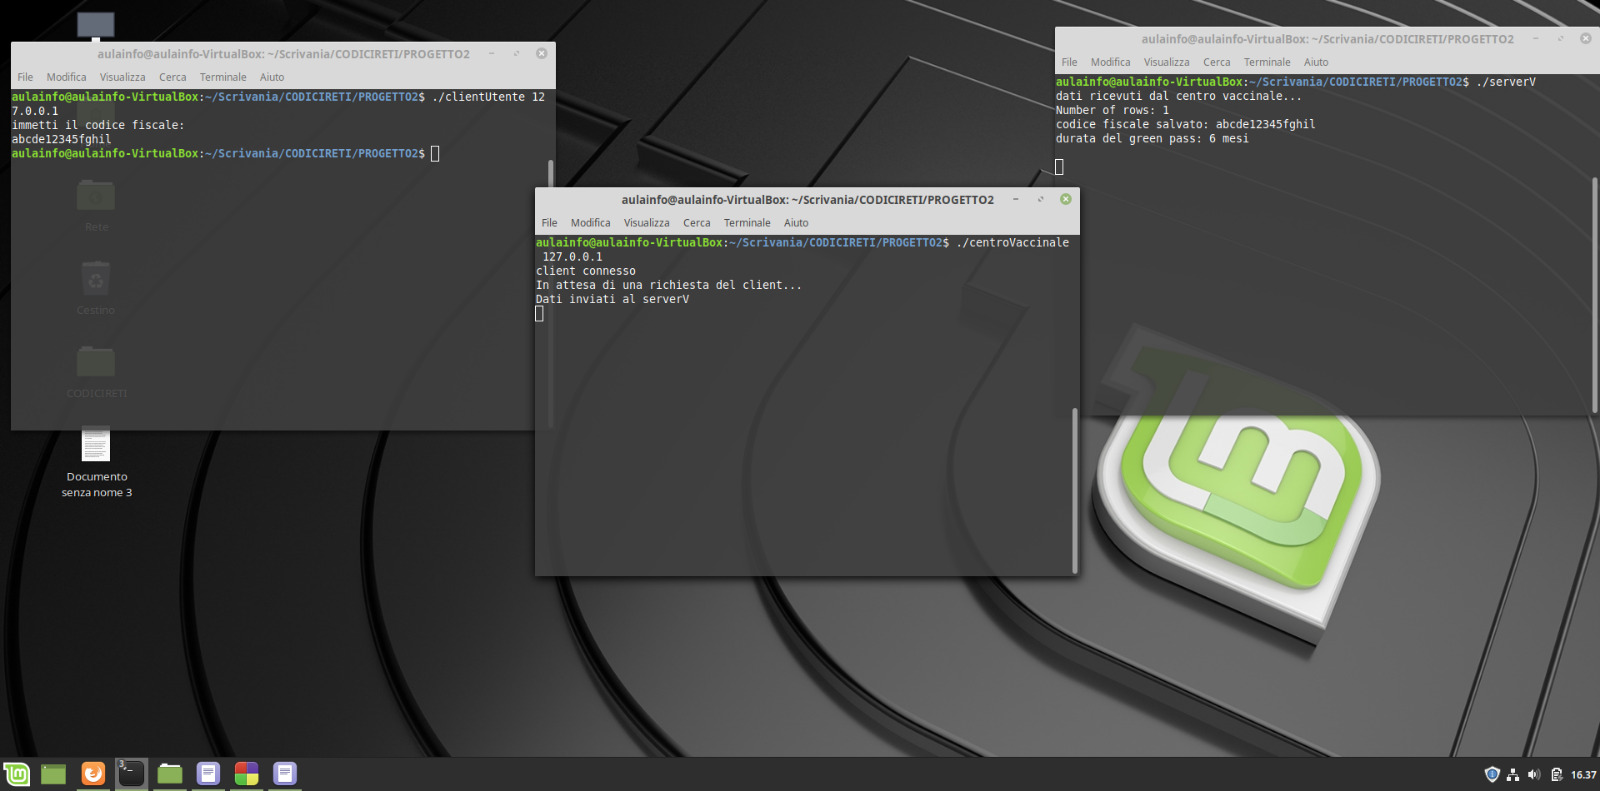 aulainfo@aulainfo-VirtualBox: ~/Scrivania/CODICIRETI/PROGETTO2
File Modifica Visualizza Cerca Terminale Aiuto
aulainfo@aulainfo-VirtualBox:~/Scrivania/CODICIRETI/PROGETTO2$ ./clientUtente 12
7.0.0.1
immetti il codice fiscale:
abcde12345fghil
aulainfo@aulainfo-VirtualBox:~/Scrivania/CODICIRETI/PROGETTO2$
Rete
Cestino
CODICIRETI
Documento
senza nome 3
aulainfo@aulainfo-VirtualBox: ~/Scrivania/CODICIRETI/PROGETTO2
File Modifica Visualizza Cerca Terminale Aiuto
aulainfo@aulainfo-VirtualBox:~/Scrivania/CODICIRETI/PROGETTO2$ ./centroVaccinale
127.0.0.1
client connesso
In attesa di una richiesta del client...
Dati inviati al serverV
aulainfo@aulainfo-VirtualBox: ~/Scrivania/CODICIRETI/PROGETTO2
File Modifica Visualizza Cerca Terminale Aiuto
aulainfo@aulainfo-VirtualBox:~/Scrivania/CODICIRETI/PROGETTO2$ ./serverV
dati ricevuti dal centro vaccinale...
Number of rows: 1
codice fiscale salvato: abcde12345fghil
durata del green pass: 6 mesi
3
16.37